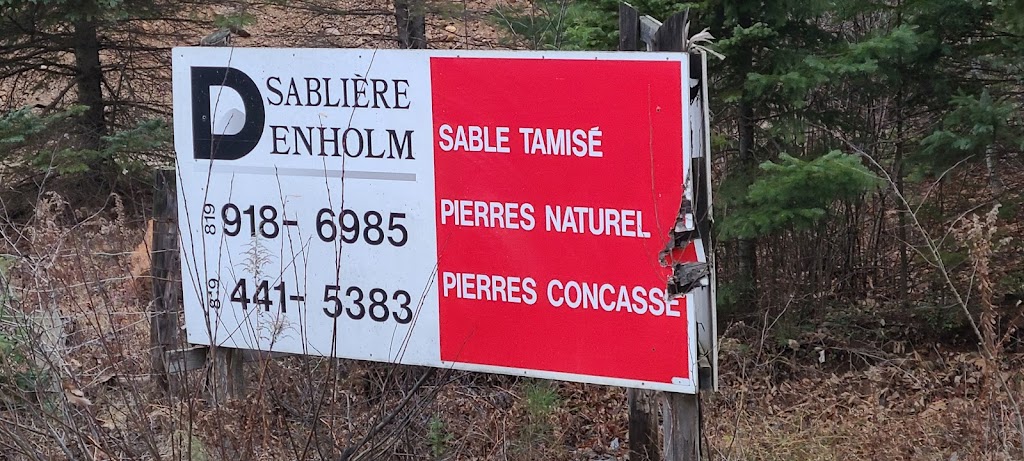 SABLIÈRE
DENHOLM
819 918-6985
819 441-5383
SABLE TAMISÉ
PIERRES NATUREL
PIERRES CONCASSE